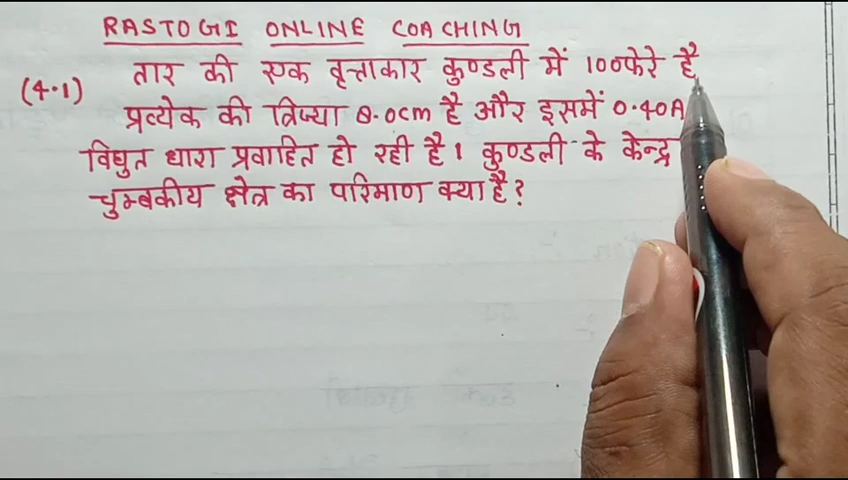 RASTOGI ONLINE COACHING
(4.1) तार की एक वृत्ताकार कुण्डली में 100 फेरे है
प्रत्येक की त्रिज्या 8.0cm है और इसमें 0.40A
विधुत धारा प्रवाहित हो रही है। कुण्डली के केन्द्र
चुम्बकीय क्षेत्र का परिमाण क्या है?